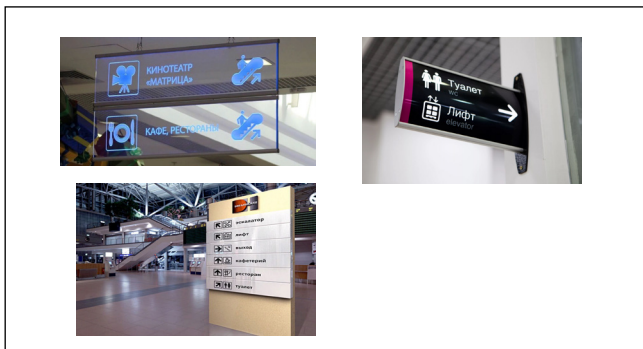 КИНОТЕАТР
«МАТРИЦА»
КАФЕ, РЕСТОРАНЫ
Туалет
wc
Лифт
elevator
эскалатор
лифт
выход
кафетерий
ресторан
туалет